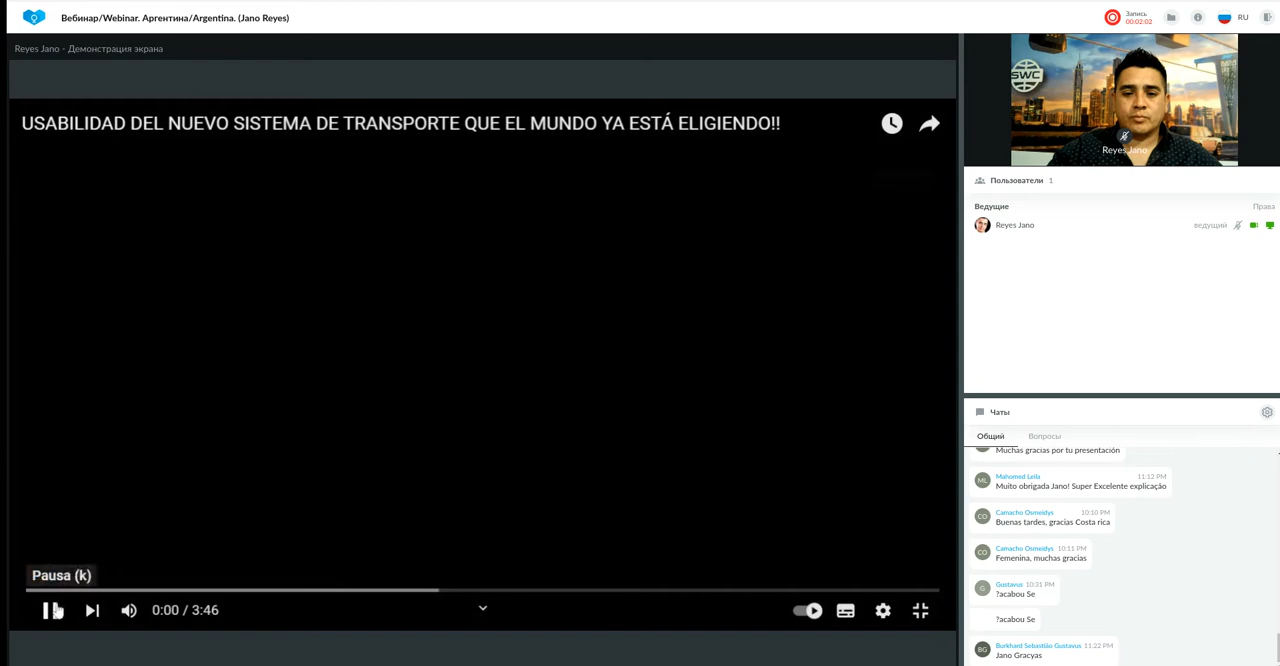 Вебинар/Webinar. Аргентина/Argentina. (Jano Reyes)
Запись
00:02:02
RU
Reyes Jano - Демонстрация экрана
USABILIDAD DEL NUEVO SISTEMA DE TRANSPORTE QUE EL MUNDO YA ESTÁ ELIGIENDO!!
SWC
Reyes Jano
Пользователи 1
Ведущие Права
Reyes Jano ведущий
Чаты
Общий Вопросы
Muchas gracias por tu presentación
ML Mahomed Leila 11:12 PM
Muito obrigada Jano! Super Excelente explicação
CO Camacho Osmeidys 10:10 PM
Buenas tardes, gracias Costa rica
CO Camacho Osmeidys 10:11 PM
Femenina, muchas gracias
G Gustavus 10:31 PM
?acabou Se
?acabou Se
BG Burkhard Sebastião Gustavus 11:22 PM
Jano Gracyas
Pausa (k)
0:00 / 3:46